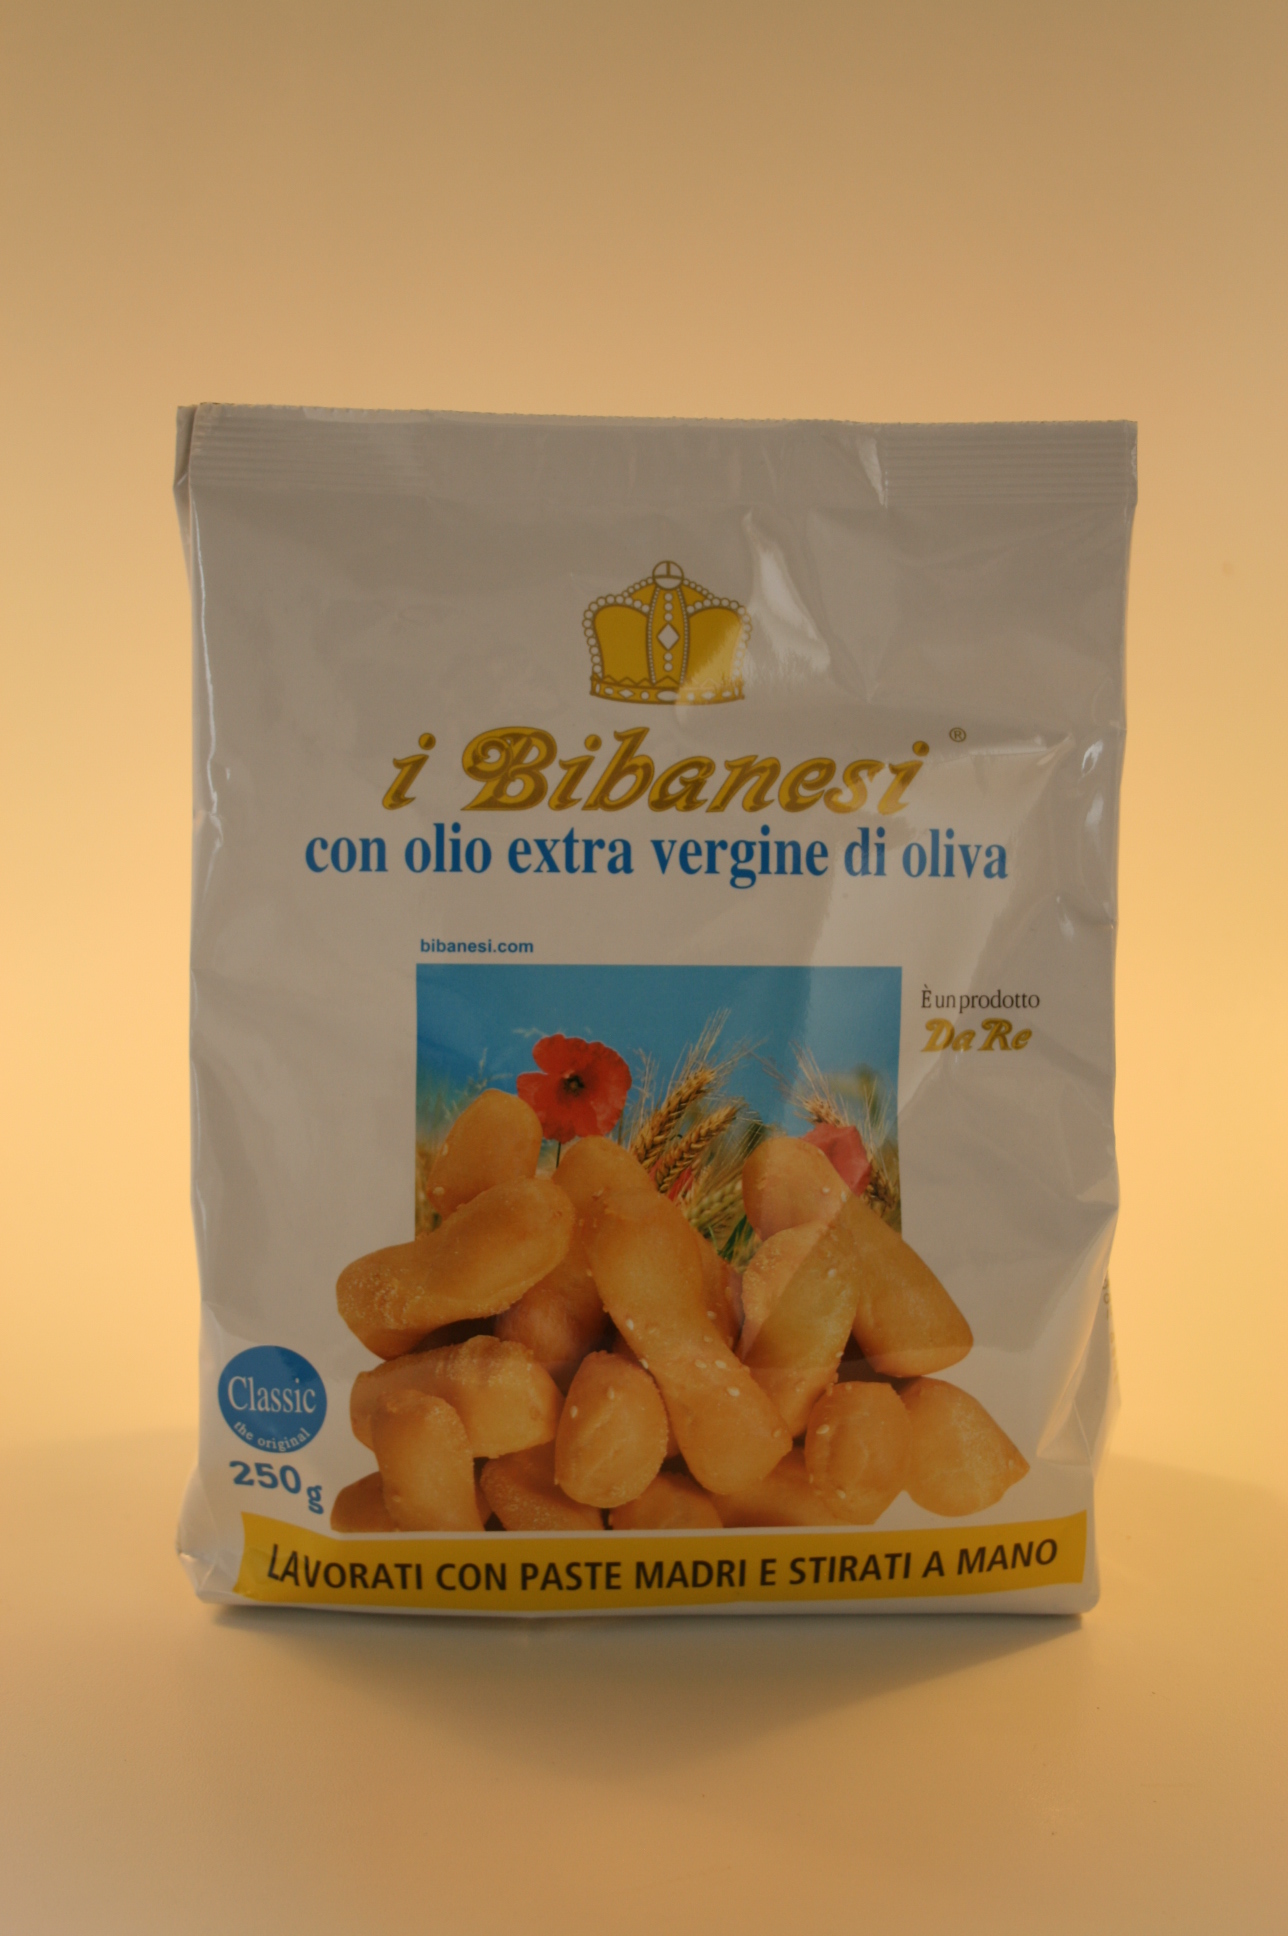 i Bibanesi ®
con olio extra vergine di oliva
bibanesi.com
È un prodotto
Da Re
Classic
the original
250 g
LAVORATI CON PASTE MADRI E STIRATI A MANO